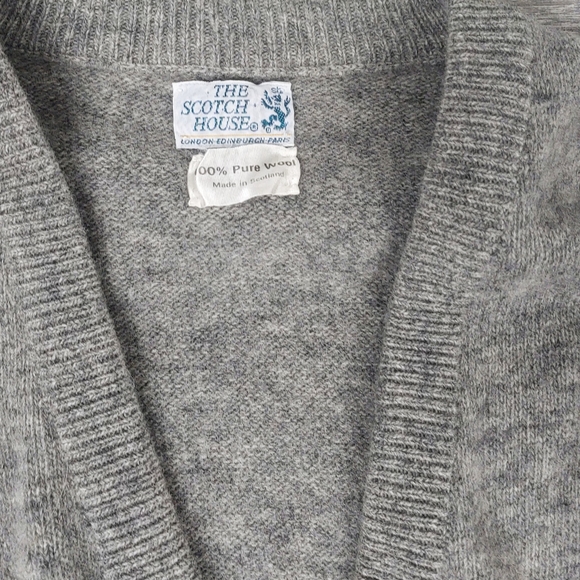 THE
SCOTCH
HOUSE®
LONDON·EDINBURGH·PARIS
100% Pure Wool
Made in Scotland